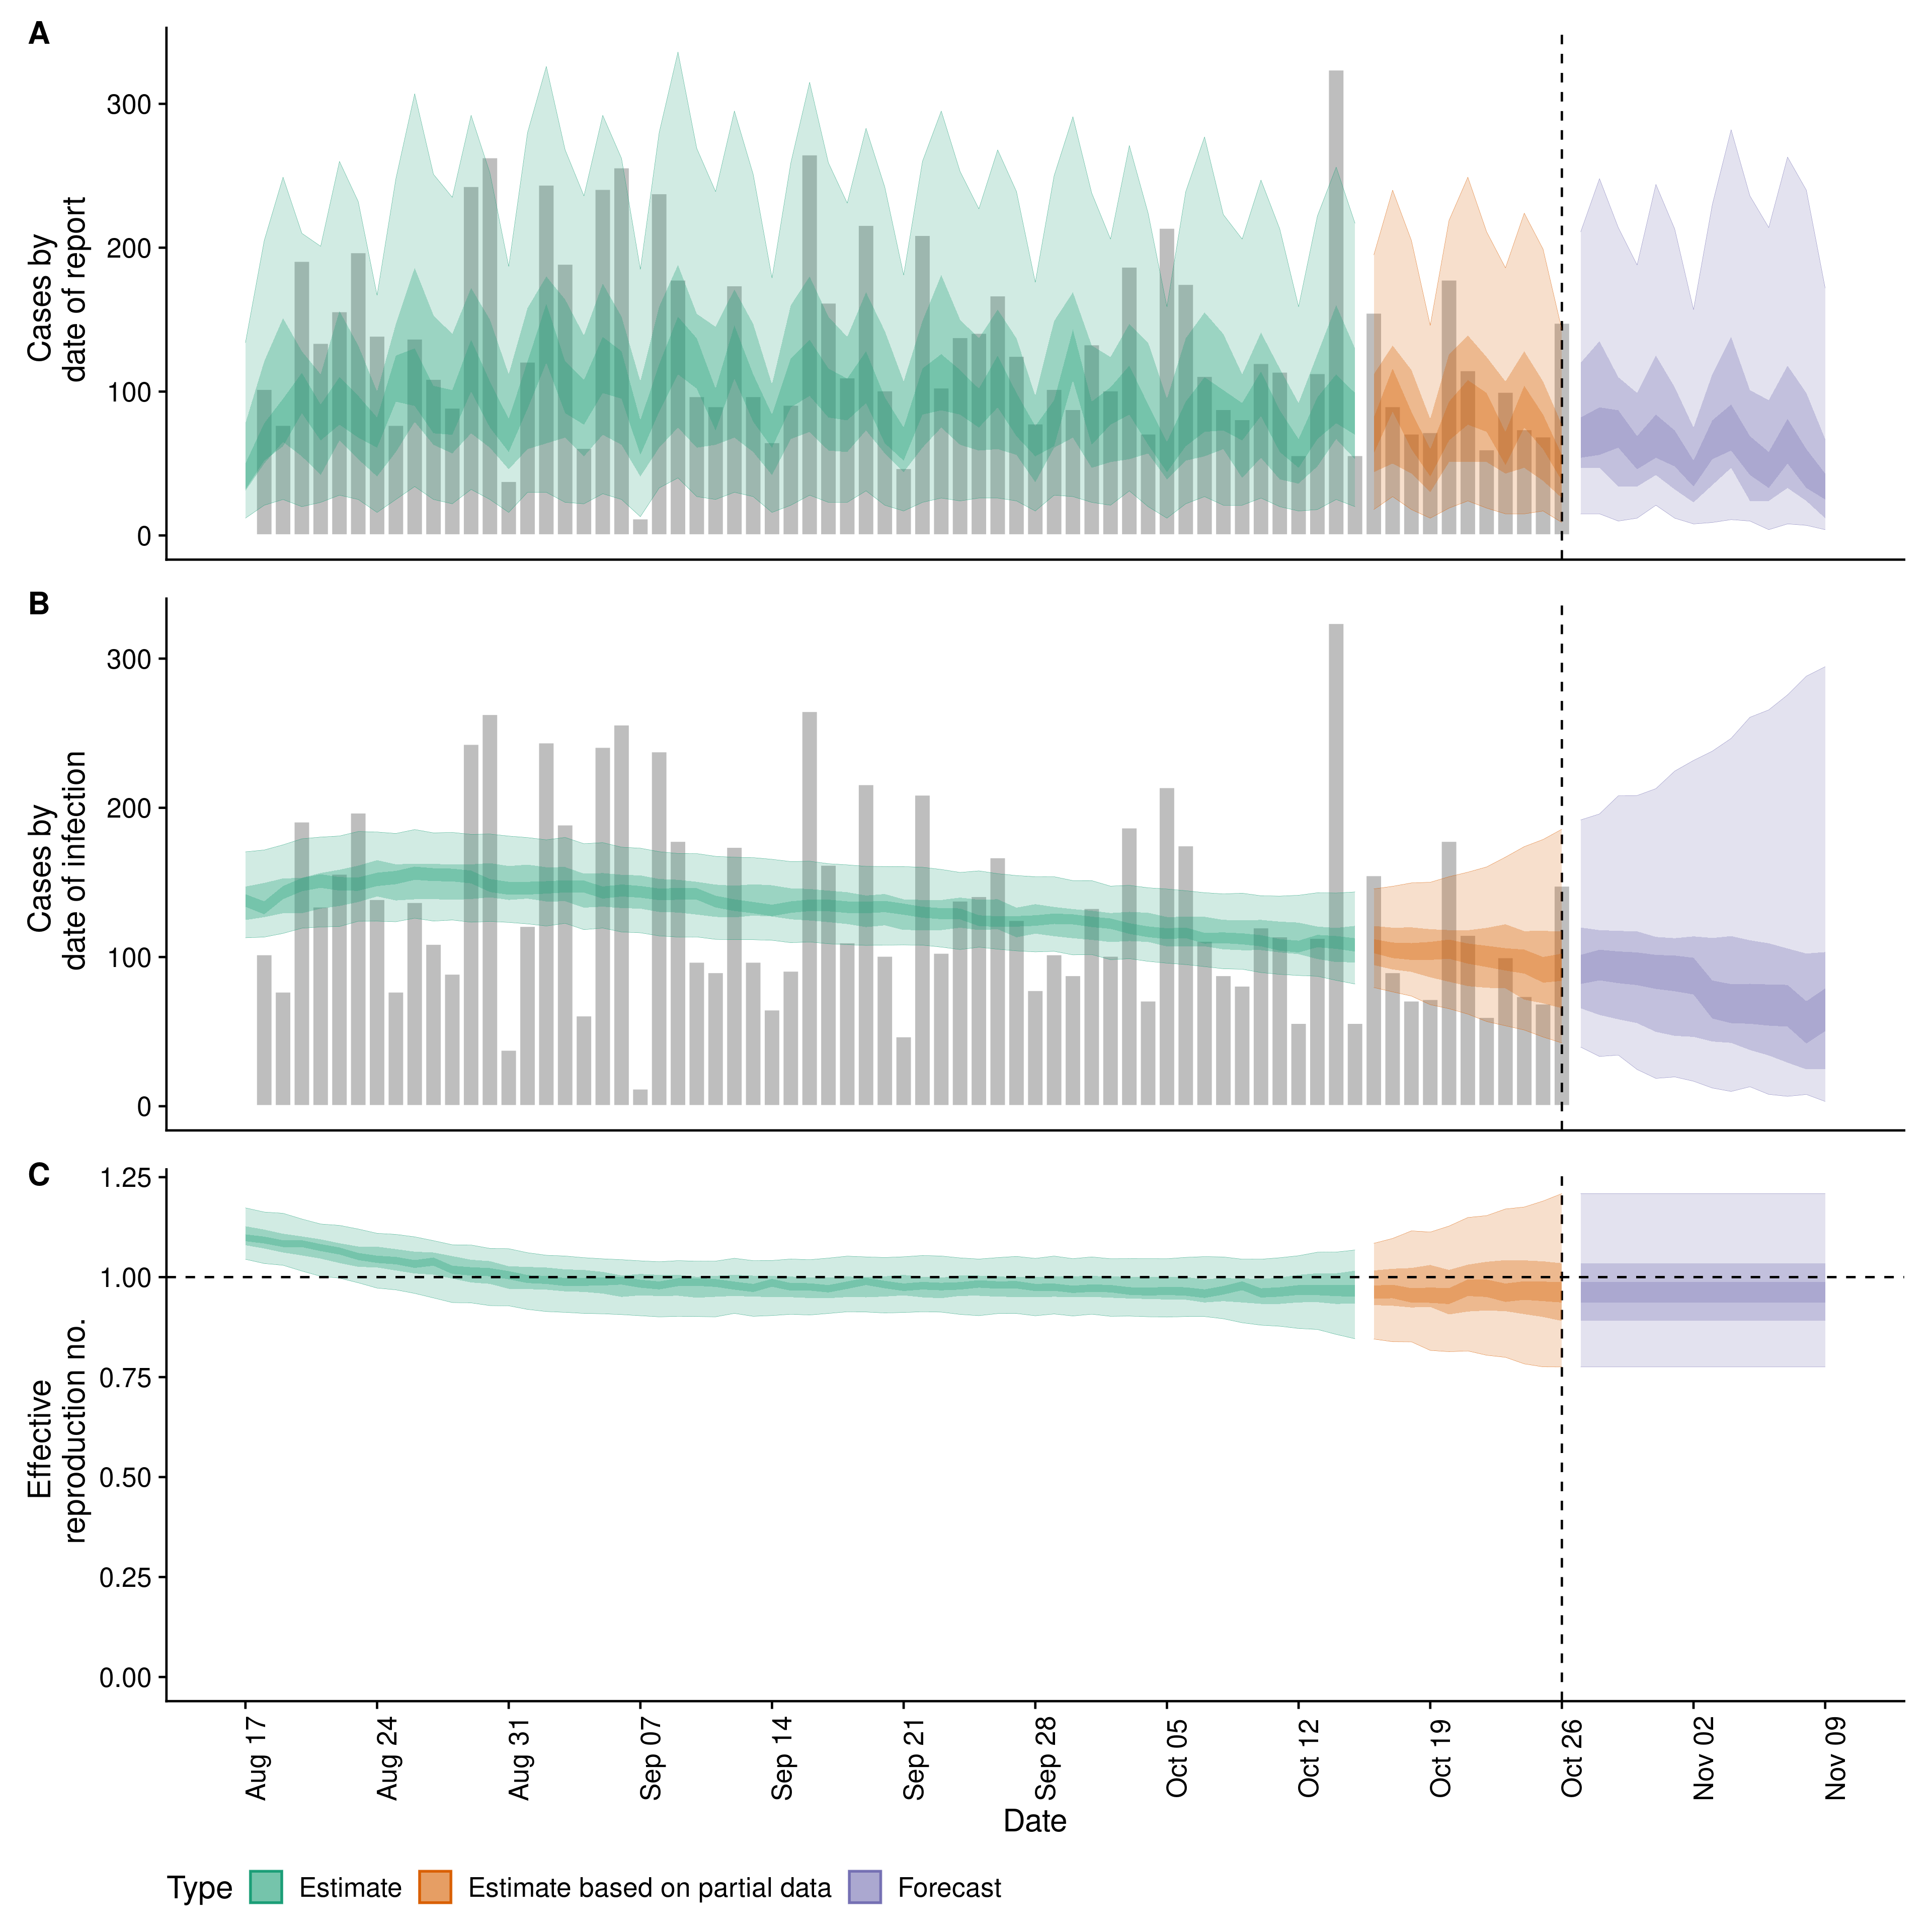 A
Cases by
date of report
300
200
100
0
B
Cases by
date of infection
300
200
100
0
C
Effective
reproduction no.
1.25
1.00
0.75
0.50
0.25
0.00
Aug 17
Aug 24
Aug 31
Sep 07
Sep 14
Sep 21
Sep 28
Oct 05
Oct 12
Oct 19
Oct 26
Nov 02
Nov 09
Date
Type Estimate Estimate based on partial data Forecast